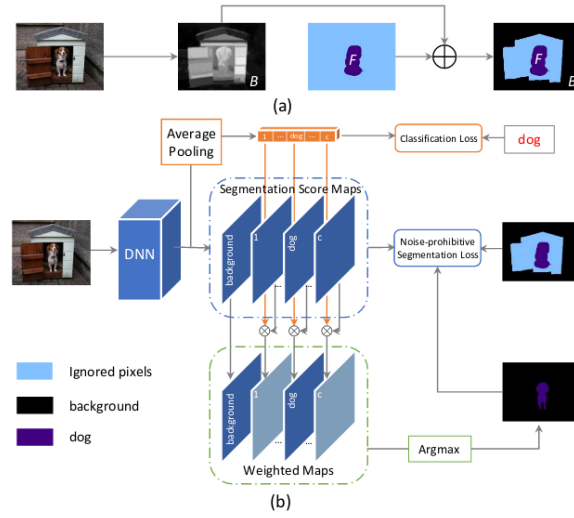 B
F
F
B
(a)
Average
Pooling
1 ... dog ... c
Classification Loss
dog
Segmentation Score Maps
DNN
background
1
dog
c
...
...
Noise-prohibitive
Segmentation Loss
Ignored pixels
background
dog
background
1
dog
c
...
...
Weighted Maps
Argmax
(b)